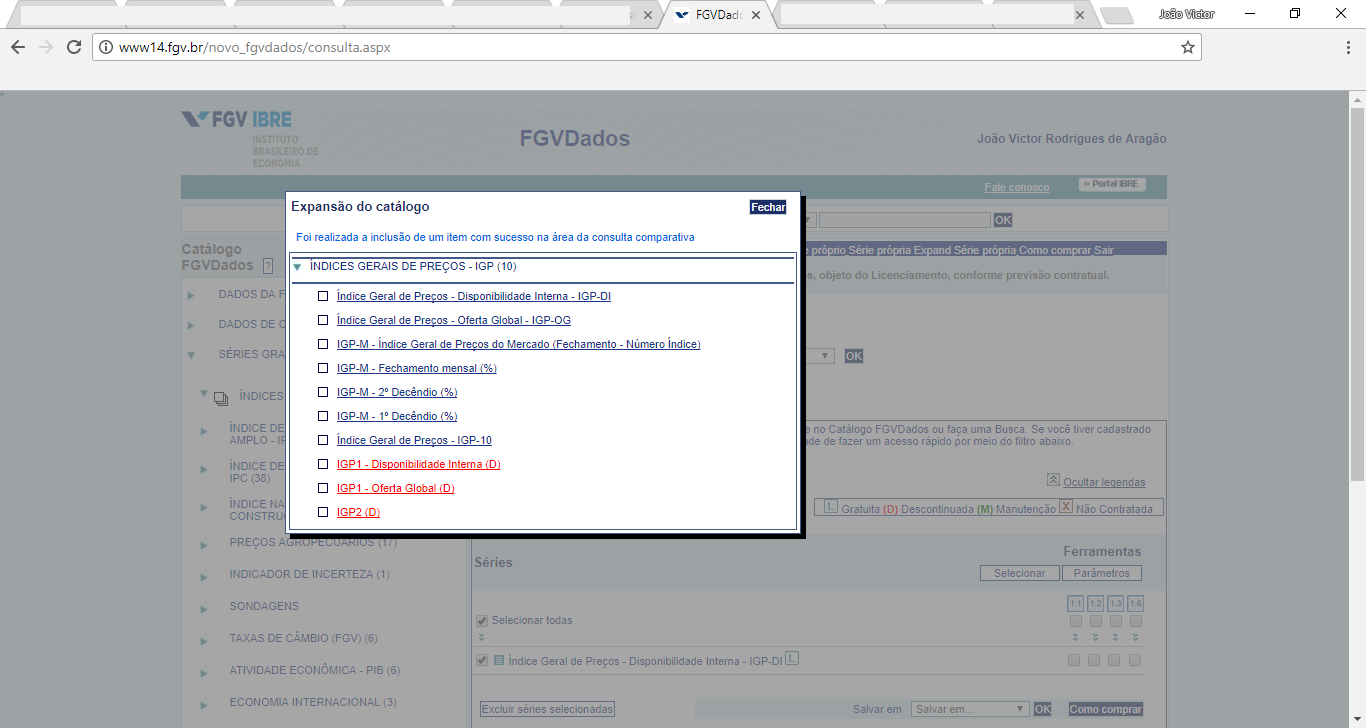 FGVDad
João Victor
www14.fgv.br/novo_fgvdados/consulta.aspx
FGV IBRE
INSTITUTO
BRASILEIRO DE
ECONOMIA
FGVDados
João Victor Rodrigues de Aragão
Fale conosco
» Portal IBRE
OK
Catálogo
FGVDados ?
próprio Série própria Expand Série própria Como comprar Sair
s, objeto do Licenciamento, conforme previsão contratual.
Expansão do catálogo
Fechar
Foi realizada a inclusão de um item com sucesso na área da consulta comparativa
ÍNDICES GERAIS DE PREÇOS - IGP (10)
Índice Geral de Preços - Disponibilidade Interna - IGP-DI
Índice Geral de Preços - Oferta Global - IGP-OG
IGP-M - Índice Geral de Preços do Mercado (Fechamento - Número Índice)
IGP-M - Fechamento mensal (%)
IGP-M - 2º Decêndio (%)
IGP-M - 1º Decêndio (%)
Índice Geral de Preços - IGP-10
IGP1 - Disponibilidade Interna (D)
IGP1 - Oferta Global (D)
IGP2 (D)
DADOS DA F
DADOS DE C
SÉRIES GRA
ÍNDICES
ÍNDICE DE
AMPLO - IP
ÍNDICE DE
IPC (38)
ÍNDICE NA
CONSTRU
PREÇOS AGROPECUÁRIOS (17)
INDICADOR DE INCERTEZA (1)
SONDAGENS
TAXAS DE CÂMBIO (FGV) (6)
ATIVIDADE ECONÔMICA - PIB (6)
ECONOMIA INTERNACIONAL (3)
OK
e no Catálogo FGVDados ou faça uma Busca. Se você tiver cadastrado
de de fazer um acesso rápido por meio do filtro abaixo.
Ocultar legendas
L Gratuita (D) Descontinuada (M) Manutenção X Não Contratada
Séries
Ferramentas
Selecionar Parâmetros
1.1 1.2 1.3 1.6
Selecionar todas
Índice Geral de Preços - Disponibilidade Interna - IGP-DI L
Excluir séries selecionadas
Salvar em Salvar em... OK Como comprar